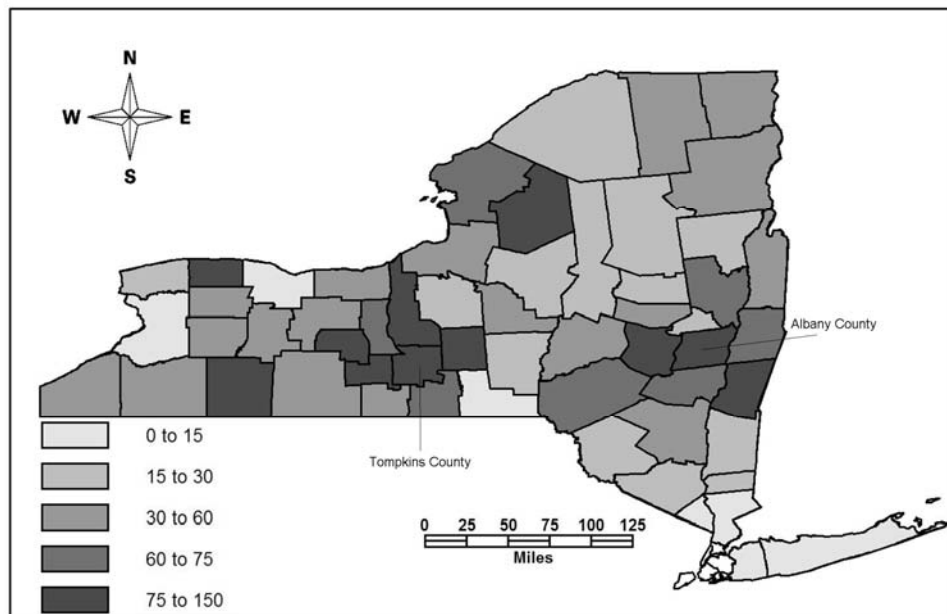 N
W E
S
Albany County
Tompkins County
0 to 15
15 to 30
30 to 60
60 to 75
75 to 150
0 25 50 75 100 125
Miles